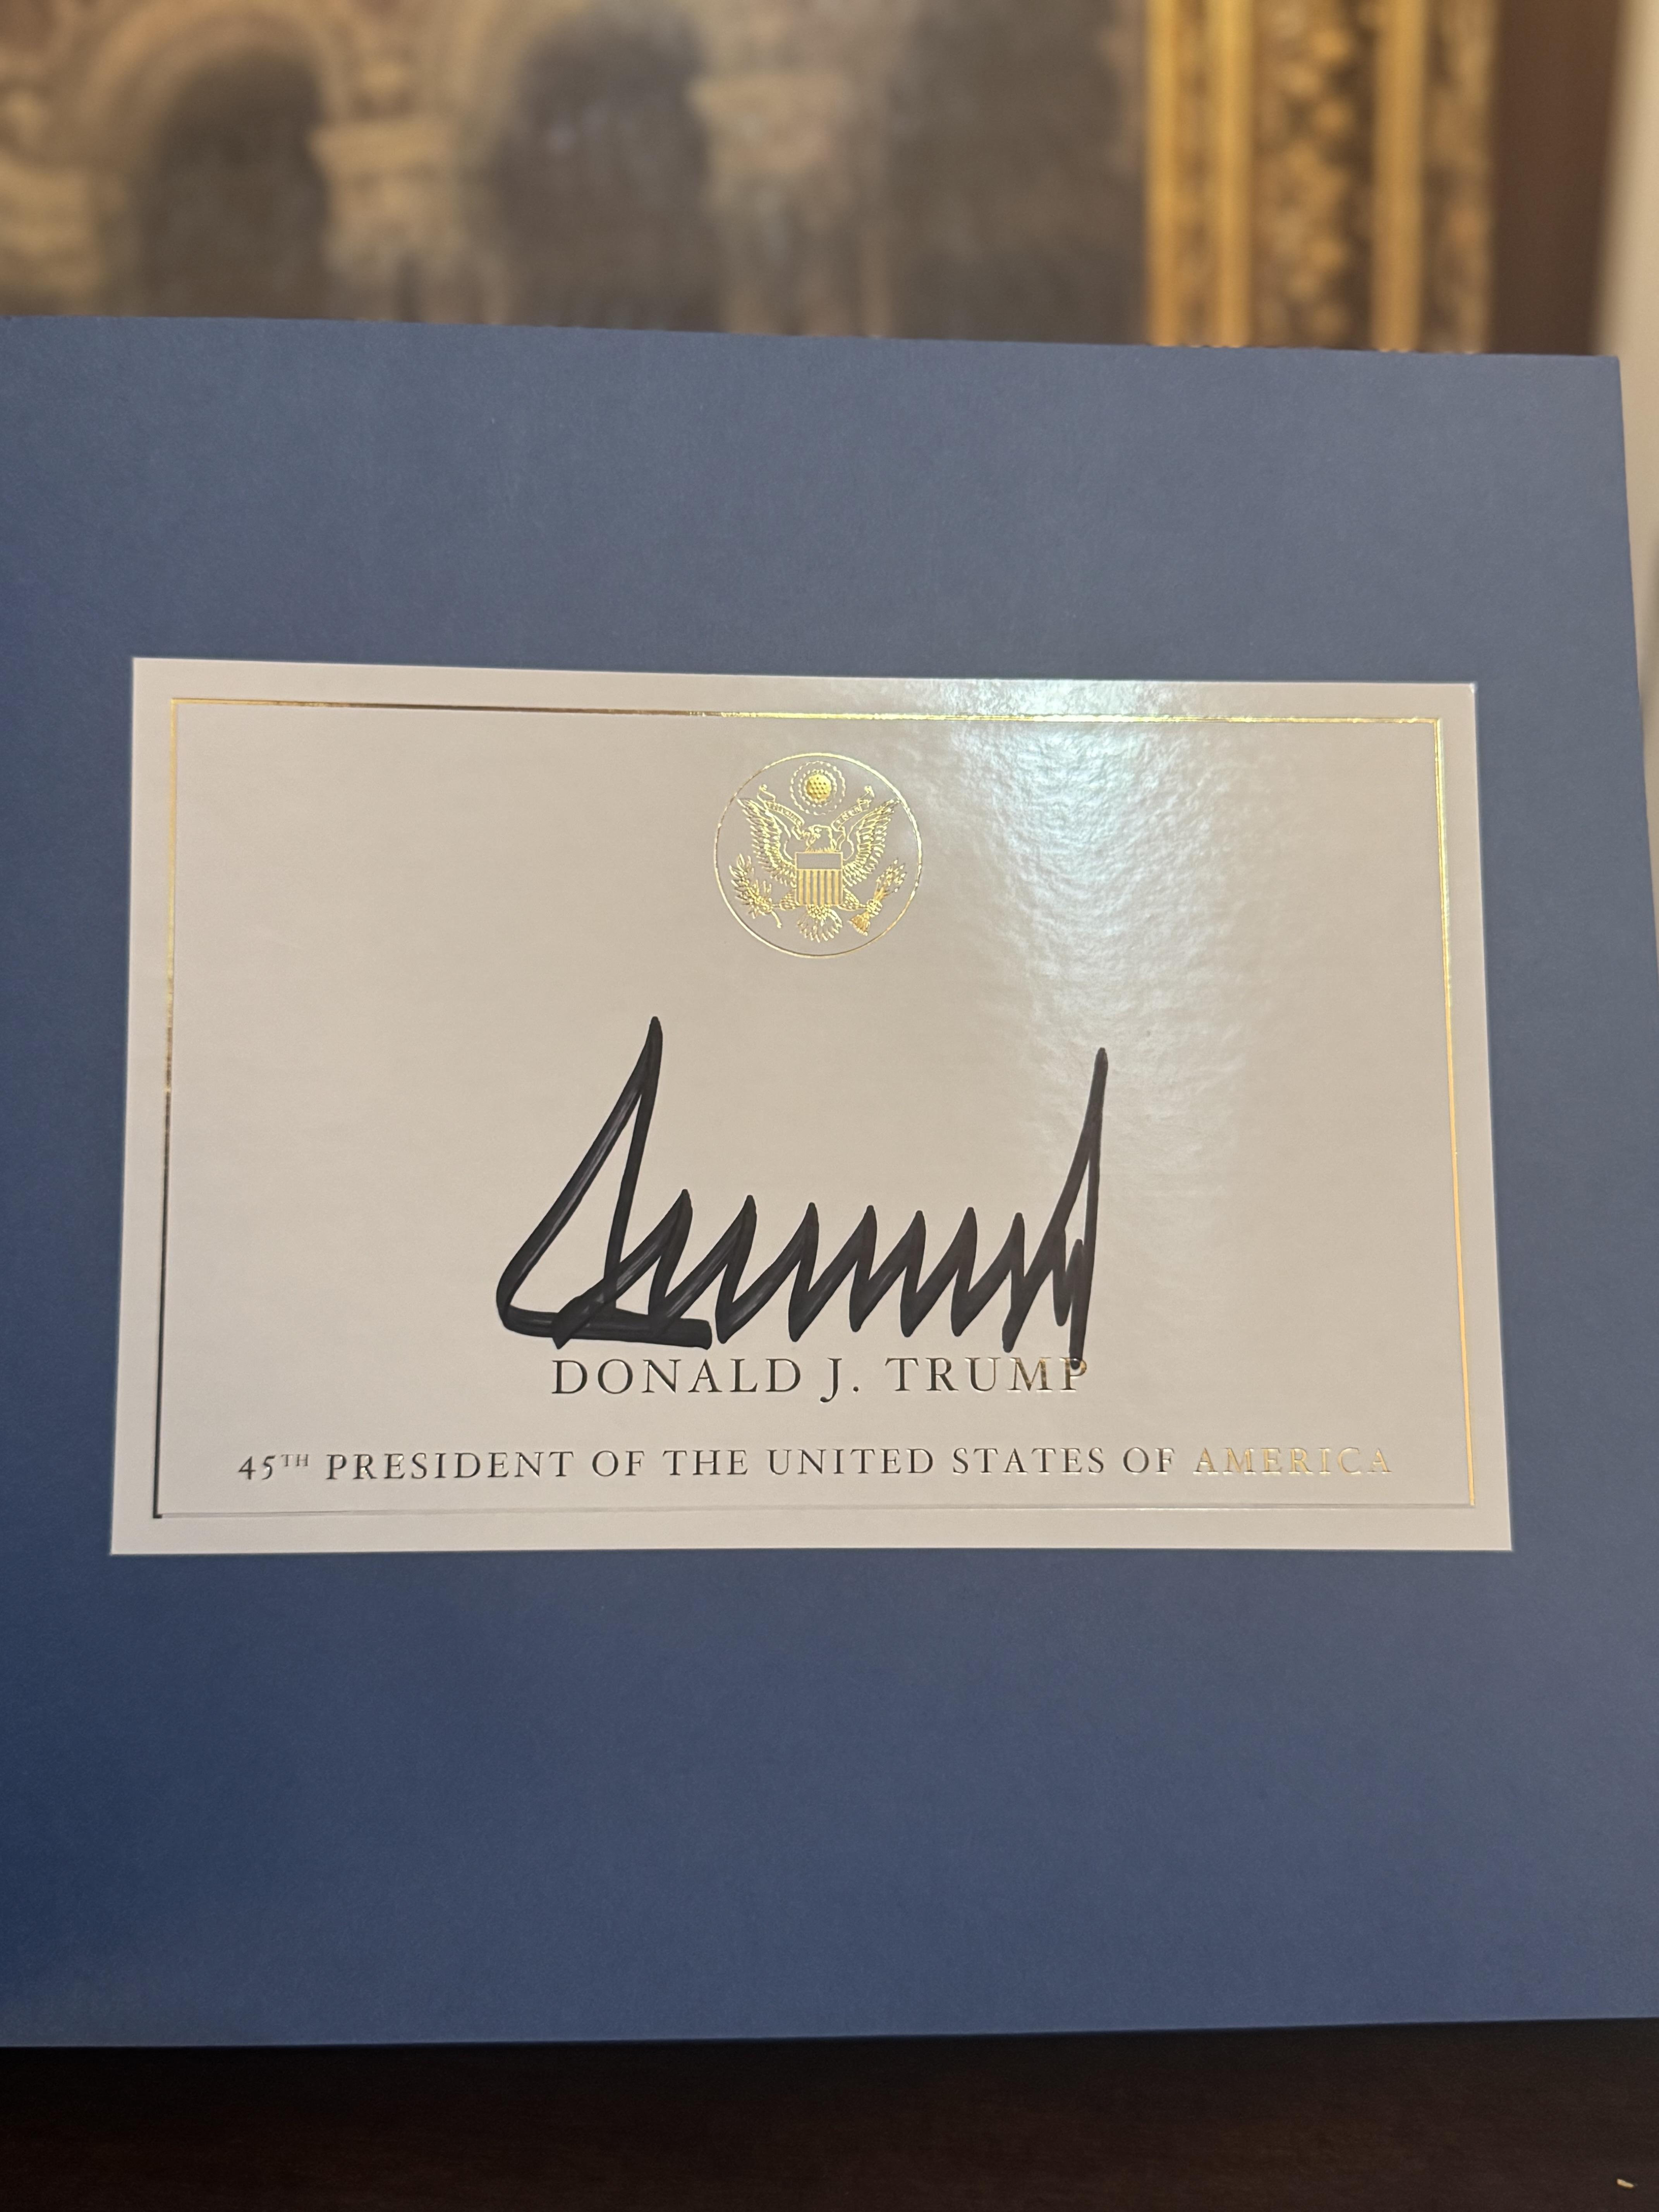 DONALD J. TRUMP
45TH PRESIDENT OF THE UNITED STATES OF AMERICA